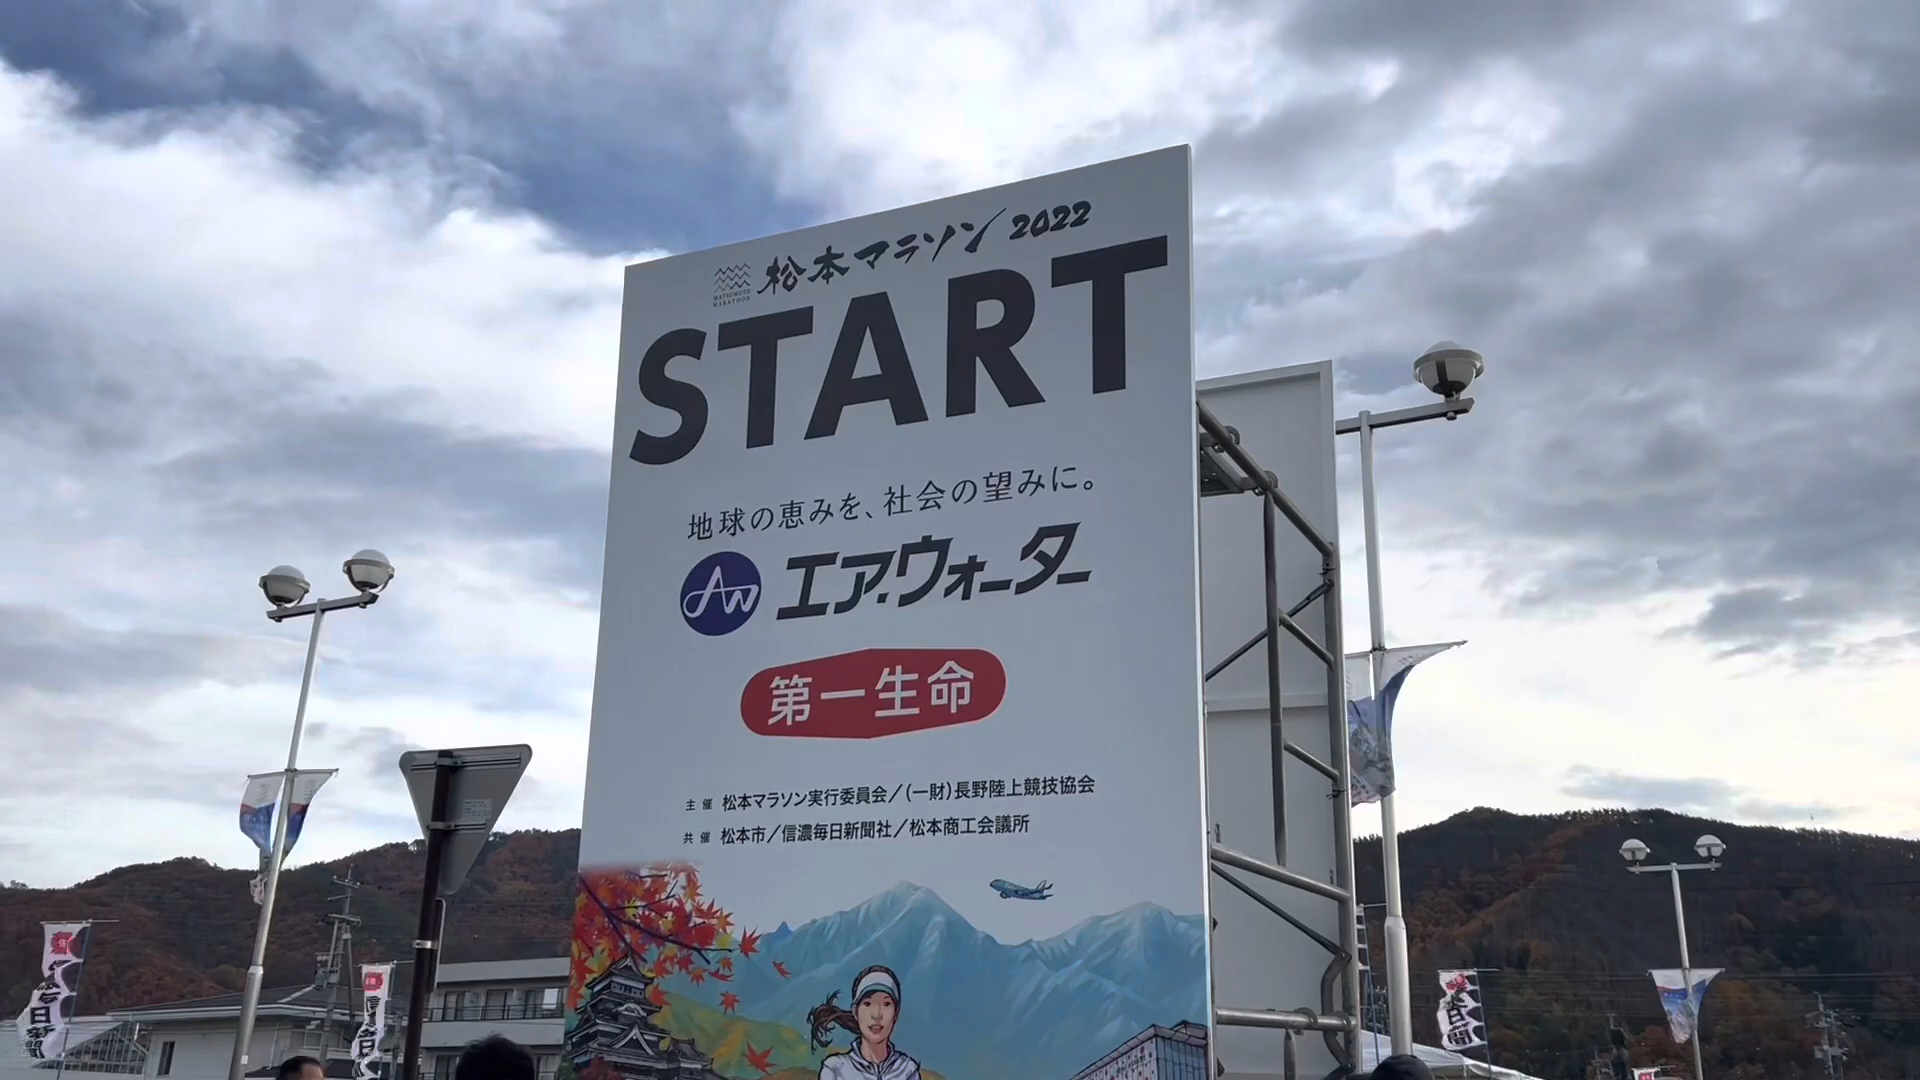 松本マラソン 2022
MATSUMOTO
MARATHON
START
地球の恵みを、社会の望みに。
AW エア・ウォーター
第一生命
主催 松本マラソン実行委員会／(一財)長野陸上競技協会
共催 松本市／信濃毎日新聞社／松本商工会議所